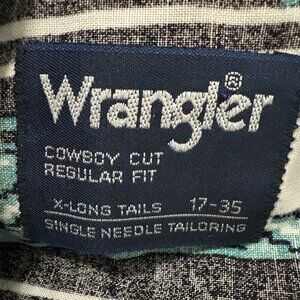 Wrangler®
COWBOY CUT
REGULAR FIT
X-LONG TAILS 17-35
SINGLE NEEDLE TAILORING